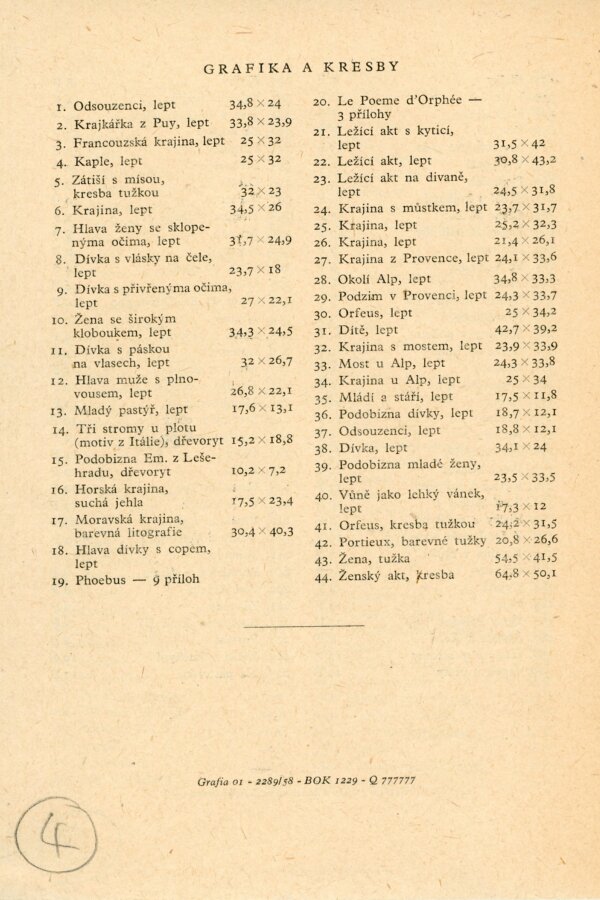 GRAFIKA A KRESBY
1. Odsouzenci, lept 34,8 × 24
2. Krajkářka z Puy, lept 33,8 × 23,9
3. Francouzská krajina, lept 25 × 32
4. Kaple, lept 25 × 32
5. Zátiší s mísou,
kresba tužkou 32 × 23
6. Krajina, lept 34,5 × 26
7. Hlava ženy se sklope-
nýma očima, lept 31,7 × 24,9
8. Dívka s vlásky na čele,
lept 23,7 × 18
9. Dívka s přivřenýma očima,
lept 27 × 22,1
10. Žena se širokým
kloboukem, lept 34,3 × 24,5
11. Dívka s páskou
na vlasech, lept 32 × 26,7
12. Hlava muže s plno-
vousem, lept 26,8 × 22,1
13. Mladý pastýř, lept 17,6 × 13,1
14. Tři stromy u plotu
(motiv z Itálie), dřevoryt 15,2 × 18,8
15. Podobizna Em. z Leše-
hradu, dřevoryt 10,2 × 7,2
16. Horská krajina,
suchá jehla 17,5 × 23,4
17. Moravská krajina,
barevná litografie 30,4 × 40,3
18. Hlava dívky s copem,
lept
19. Phoebus — 9 příloh
20. Le Poeme d'Orphée —
3 přílohy
21. Ležící akt s kyticí,
lept 31,5 × 42
22. Ležící akt, lept 30,8 × 43,2
23. Ležící akt na divaně,
lept 24,5 × 31,8
24. Krajina s můstkem, lept 23,7 × 31,7
25. Krajina, lept 25,2 × 32,3
26. Krajina, lept 21,4 × 26,1
27. Krajina z Provence, lept 24,1 × 33,6
28. Okolí Alp, lept 34,8 × 33,3
29. Podzim v Provenci, lept 24,3 × 33,7
30. Orfeus, lept 25 × 34,2
31. Dítě, lept 42,7 × 39,2
32. Krajina s mostem, lept 23,9 × 33,9
33. Most u Alp, lept 24,3 × 33,8
34. Krajina u Alp, lept 25 × 34
35. Mládí a stáří, lept 17,5 × 11,8
36. Podobizna dívky, lept 18,7 × 12,1
37. Odsouzenci, lept 18,8 × 12,1
38. Dívka, lept 34,1 × 24
39. Podobizna mladé ženy,
lept 23,5 × 33,5
40. Vůně jako lehký vánek,
lept 17,3 × 12
41. Orfeus, kresba tužkou 24,2 × 31,5
42. Portieux, barevné tužky 20,8 × 26,6
43. Žena, tužka 54,5 × 41,5
44. Ženský akt, kresba 64,8 × 50,1
Grafia 01 - 2289/58 - BOK 1229 - Q 777777
4